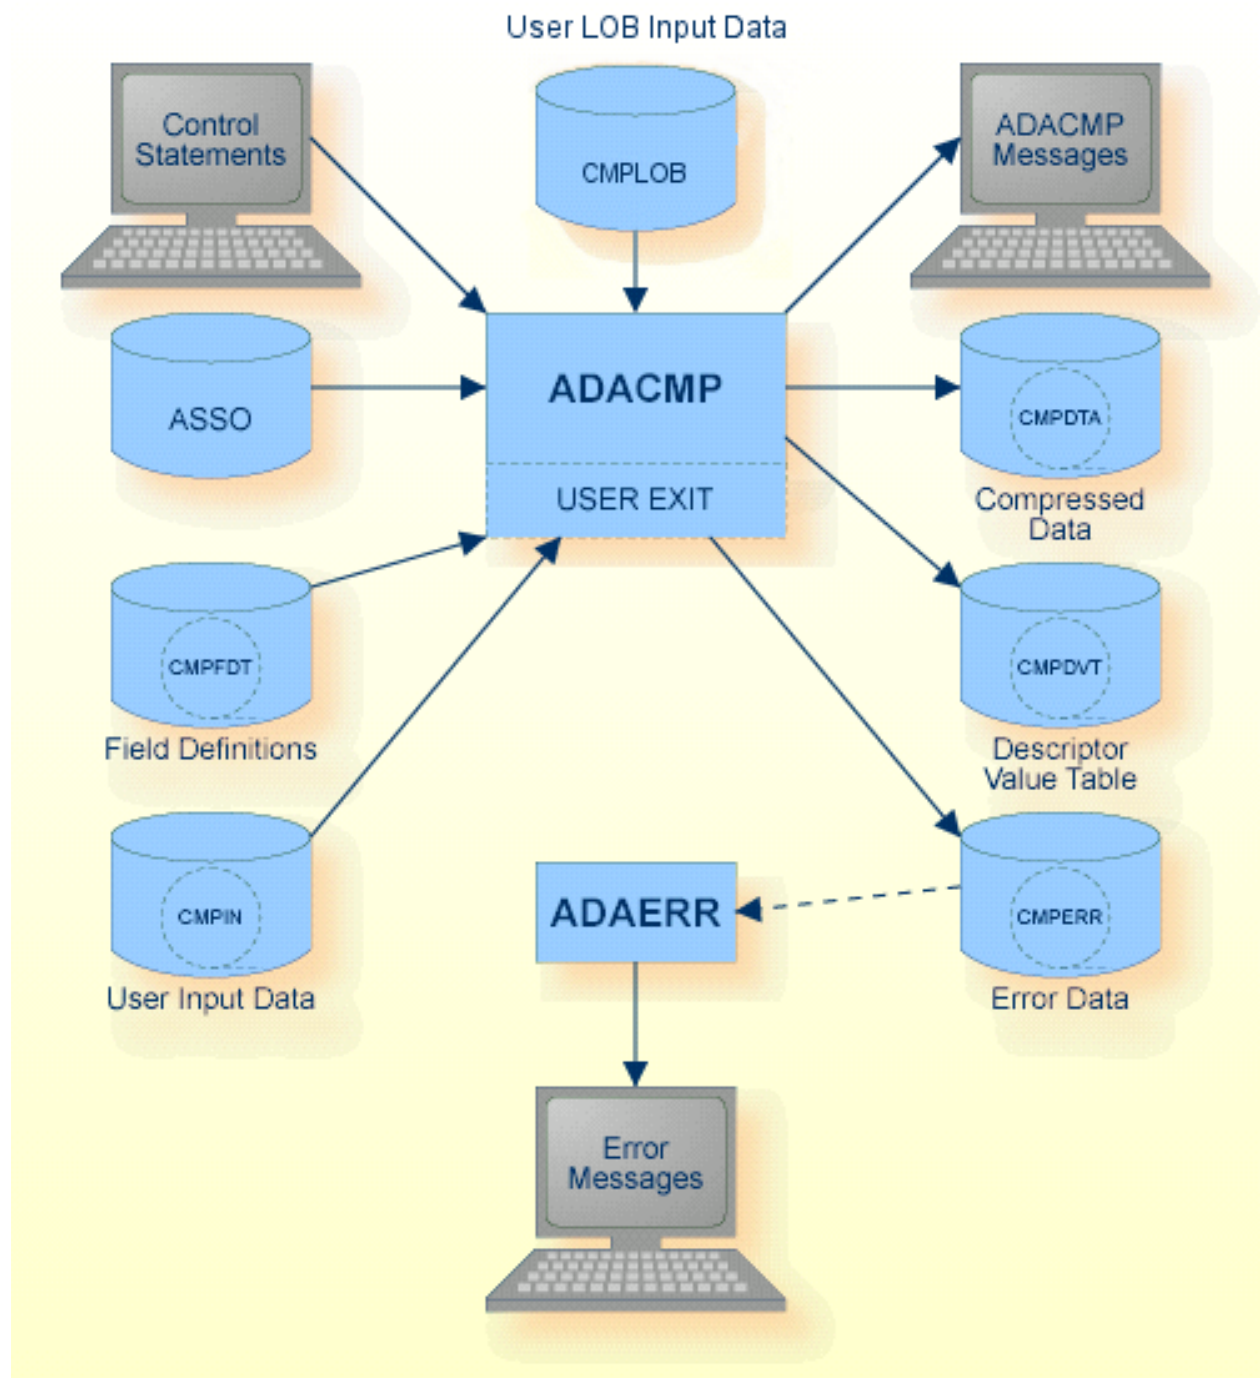 User LOB Input Data
Control
Statements
CMPLOB
ADACMP
Messages
ADACMP
ASSO
CMPDTA
USER EXIT
Compressed
Data
CMPFDT
CMPDVT
Field Definitions
Descriptor
Value Table
CMPIN
ADAERR
CMPERR
User Input Data
Error Data
Error
Messages